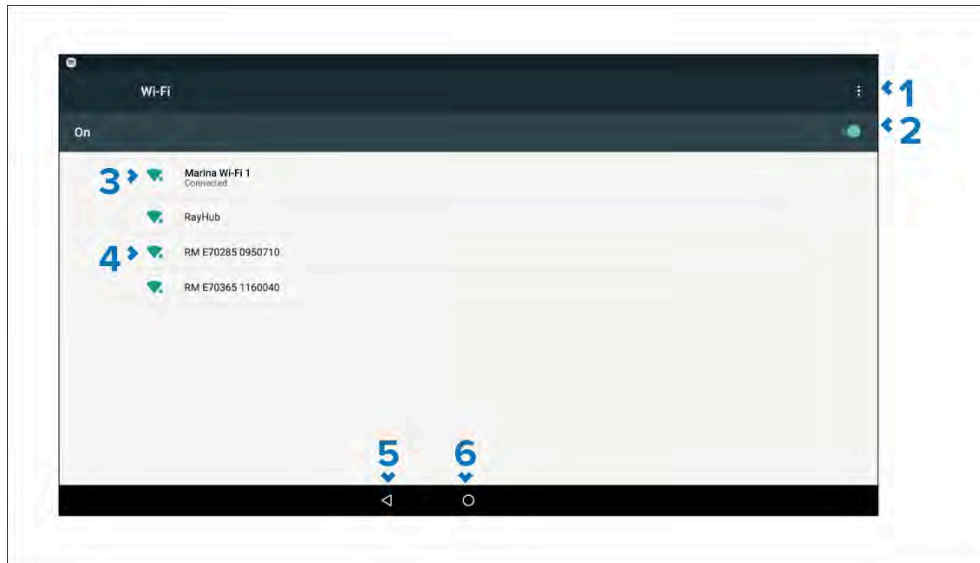 Wi-Fi
1
On
2
3
Marina Wi-Fi 1
Connected
RayHub
4
RM E70285 0950710
RM E70365 1160040
5 6